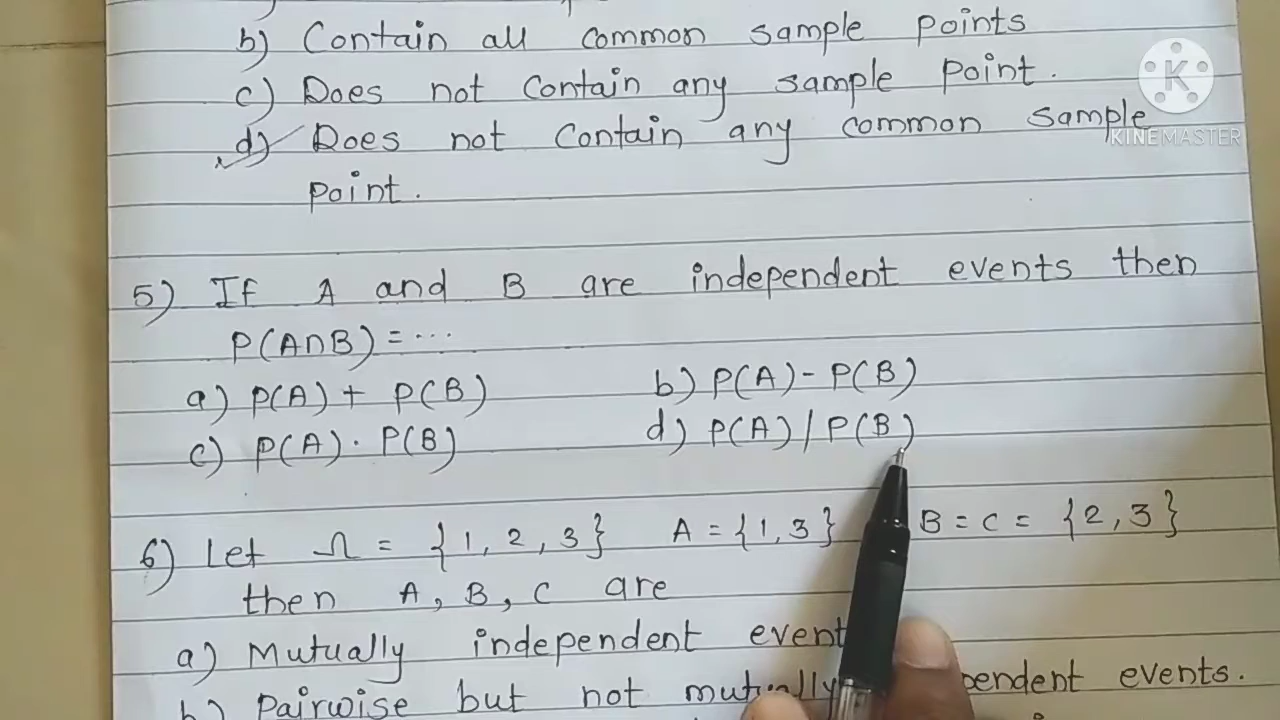 b) Contain all common sample points
c) Does not contain any sample point.
d) Does not contain any common sample
point.
K
KINEMASTER
5) If A and B are independent events then
P(A∩B) = ...
a) P(A) + P(B) b) P(A) - P(B)
c) P(A) . P(B) d) P(A) / P(B)
6) Let Ω = {1, 2, 3} A = {1, 3} B = C = {2, 3}
then A, B, C are
a) Mutually independent event
b) Pairwise but not mutually pendent events.